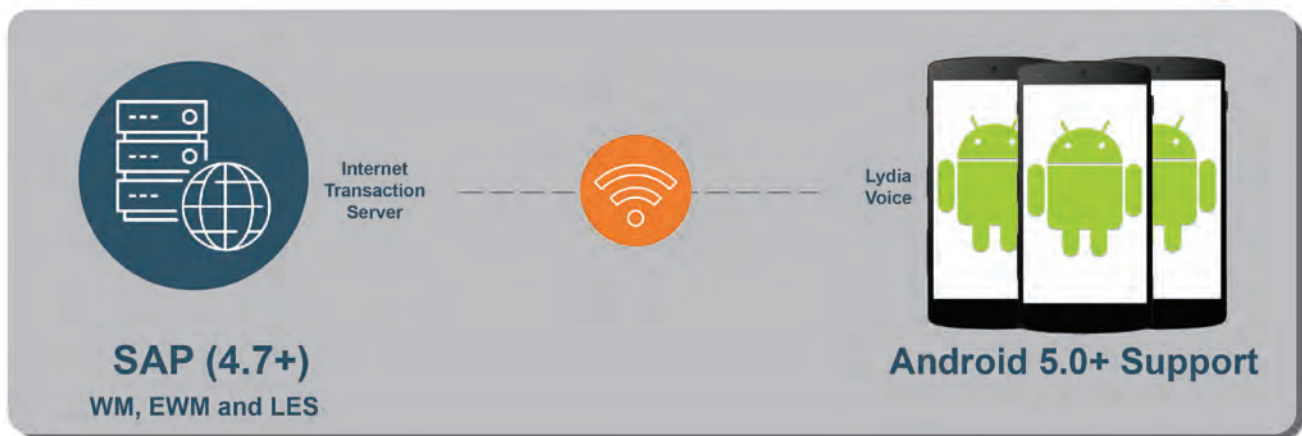 Internet
Transaction
Server
Lydia
Voice
SAP (4.7+)
WM, EWM and LES
Android 5.0+ Support